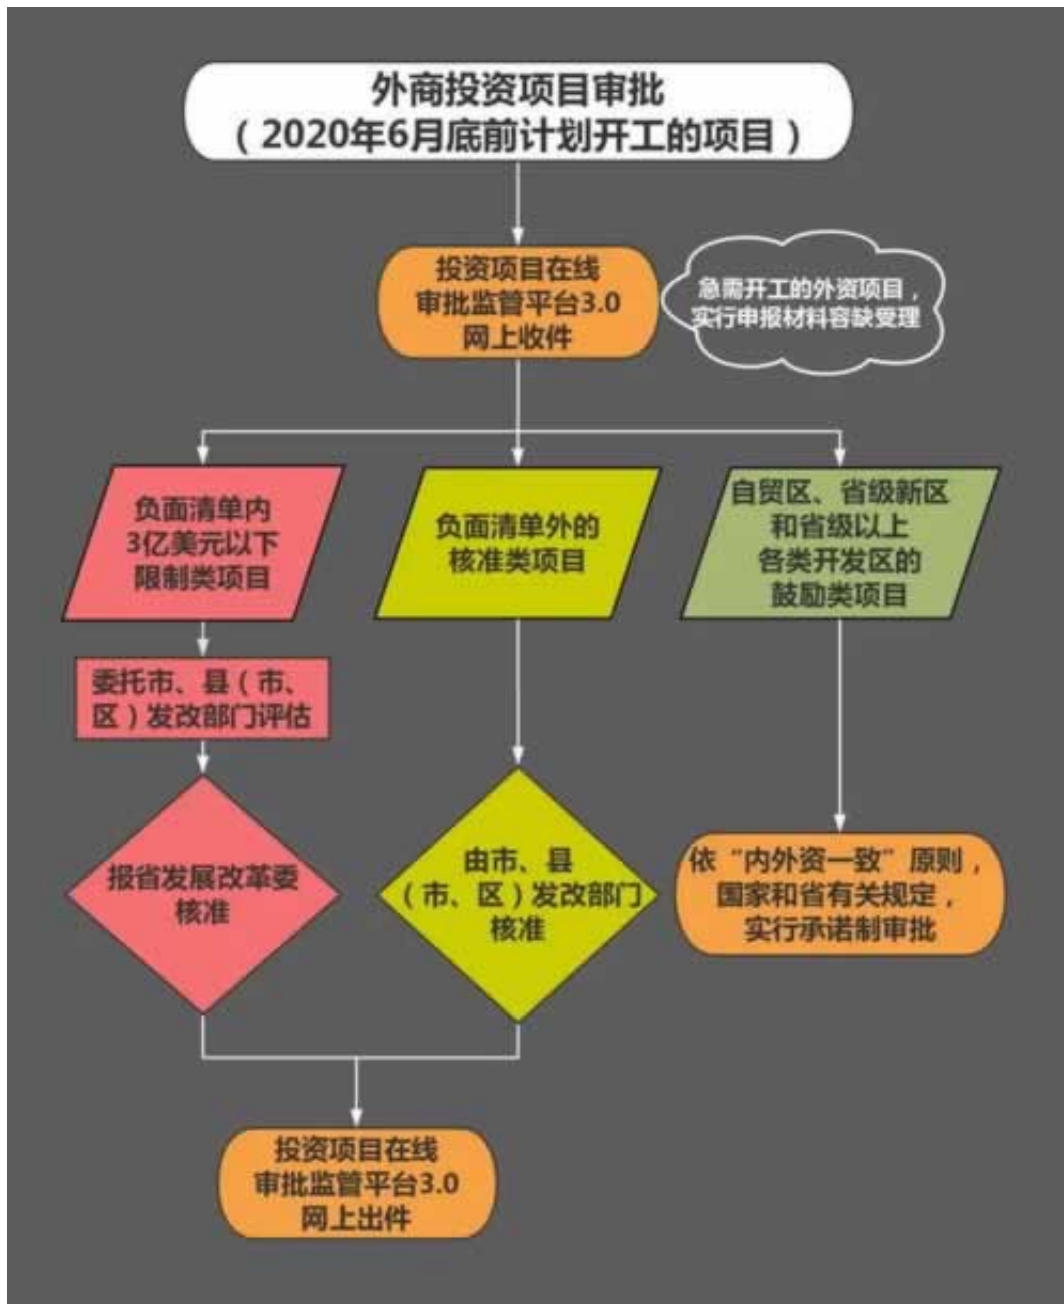 外商投资项目审批
（2020年6月底前计划开工的项目）
投资项目在线
审批监管平台3.0
网上收件
急需开工的外资项目，
实行申报材料容缺受理
负面清单内
3亿美元以下
限制类项目
负面清单外的
核准类项目
自贸区、省级新区
和省级以上
各类开发区的
鼓励类项目
委托市、县（市、
区）发改部门评估
报省发展改革委
核准
由市、县
（市、区）发改部门
核准
依“内外资一致”原则，
国家和省有关规定，
实行承诺制审批
投资项目在线
审批监管平台3.0
网上出件